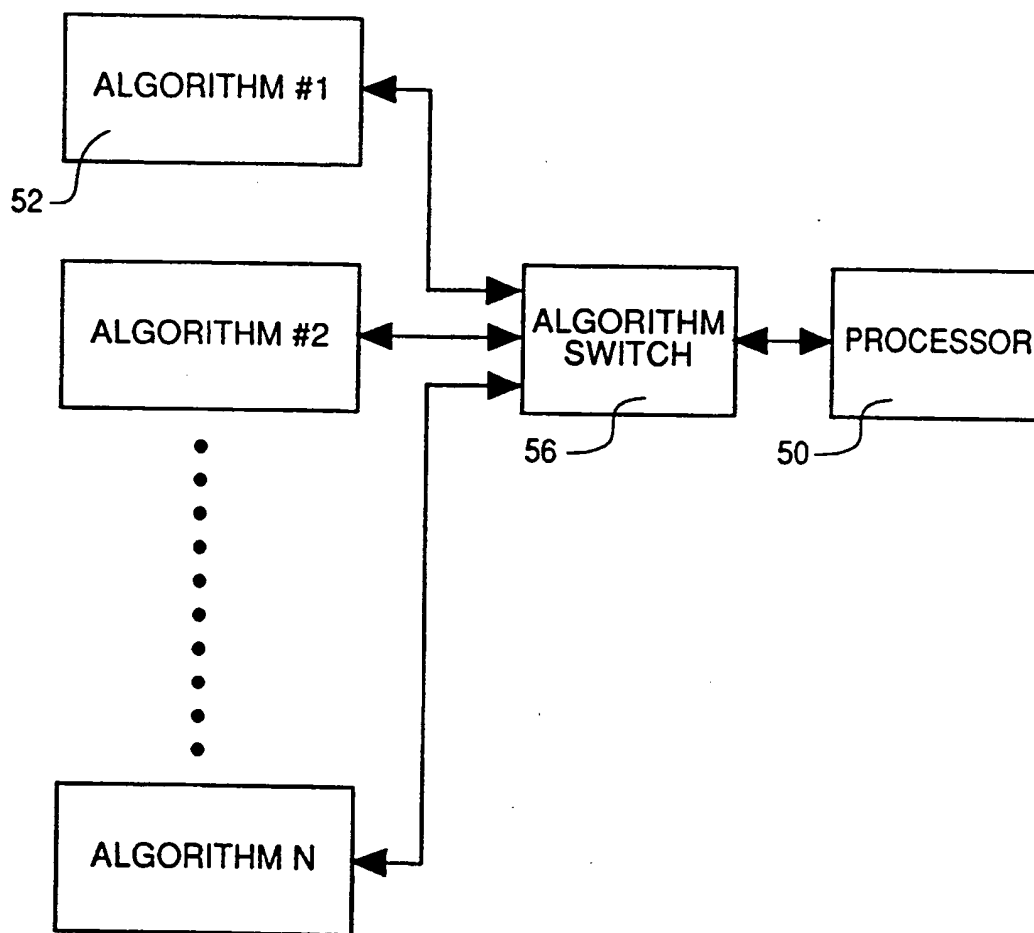 ALGORITHM #1
52
ALGORITHM #2
ALGORITHM
SWITCH
PROCESSOR
56
50
ALGORITHM N